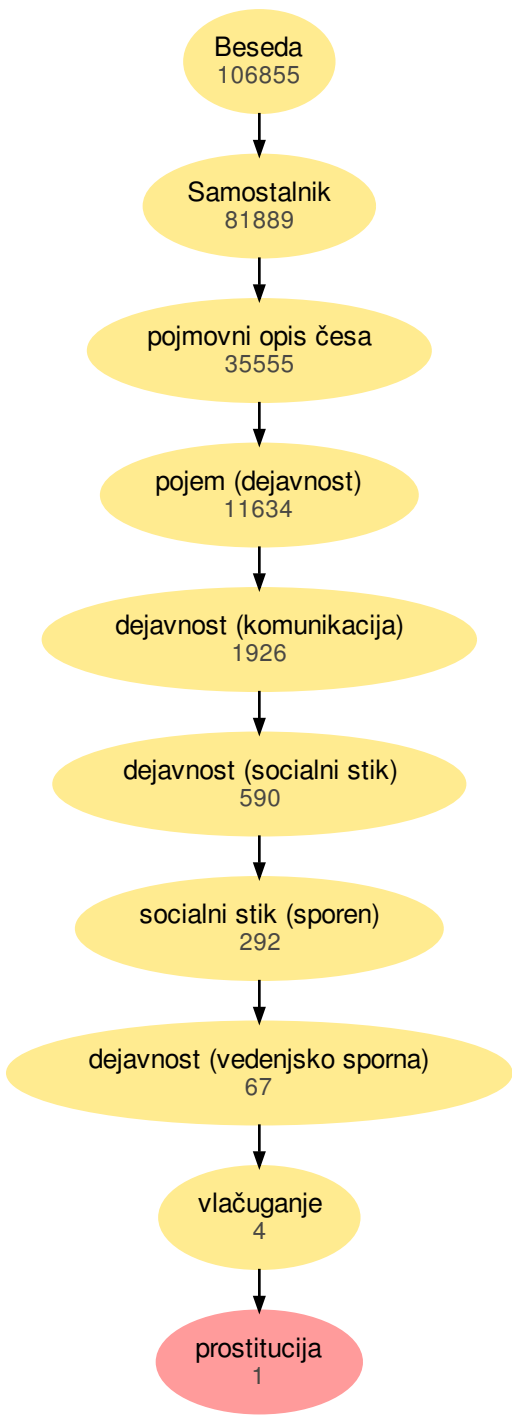 Beseda
106855
Samostalnik
81889
pojmovni opis česa
35555
pojem (dejavnost)
11634
dejavnost (komunikacija)
1926
dejavnost (socialni stik)
590
socialni stik (sporen)
292
dejavnost (vedenjsko sporna)
67
vlačuganje
4
prostitucija
1